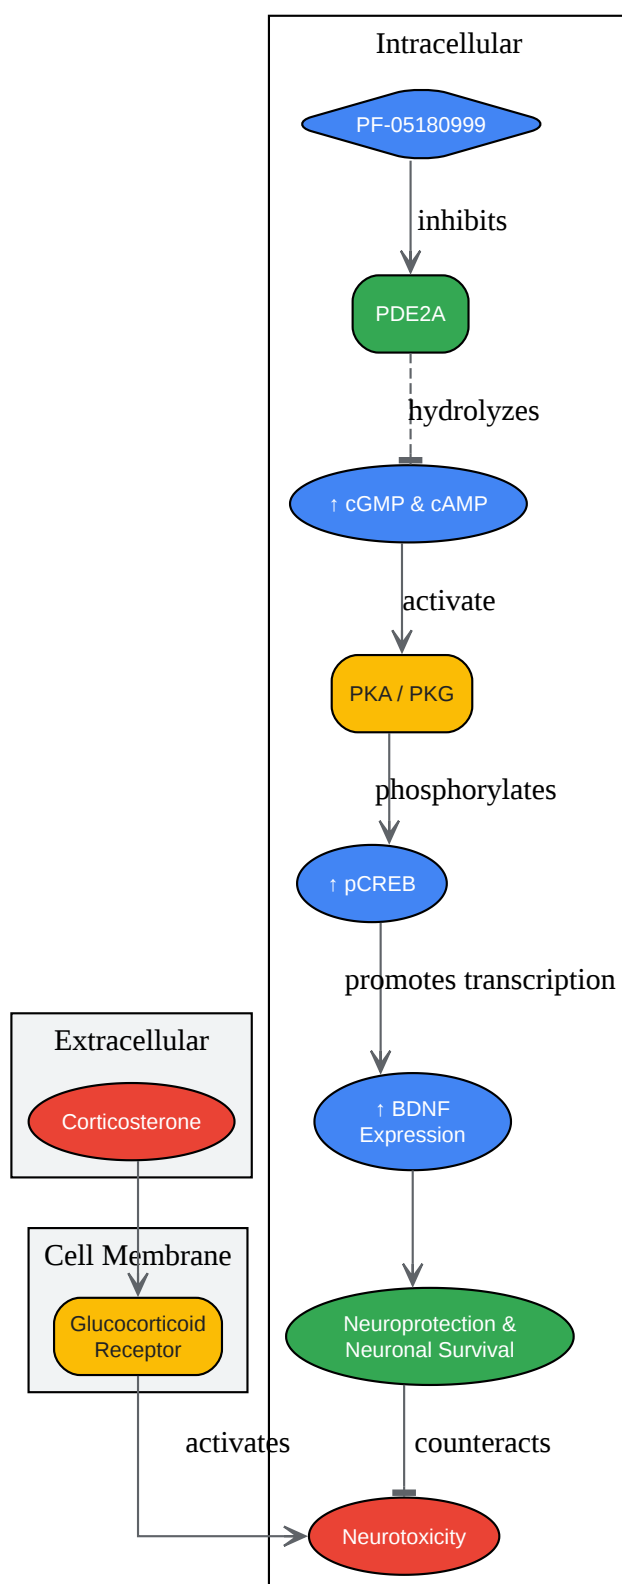 Intracellular
PF-05180999
inhibits
PDE2A
hydrolyzes
↑ cGMP & cAMP
activate
PKA / PKG
phosphorylates
↑ pCREB
promotes transcription
Extracellular
Corticosterone
↑ BDNF
Expression
Cell Membrane
Glucocorticoid
Receptor
Neuroprotection &
Neuronal Survival
activates
counteracts
Neurotoxicity